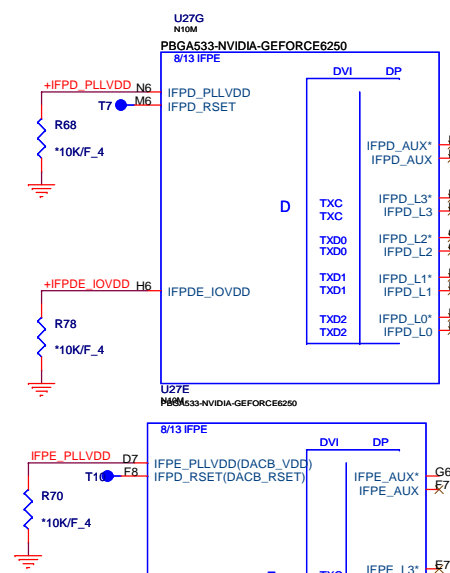 U27G
N10M
PBGA533-NVIDIA-GEFORCE6250
8/13 IFPE
DVI DP
+IFPD_PLLVDD N6 IFPD_PLLVDD
T7 M6 IFPD_RSET
R68
*10K/F_4
IFPD_AUX*
IFPD_AUX
D
TXC IFPD_L3*
TXC IFPD_L3
TXD0 IFPD_L2*
TXD0 IFPD_L2
TXD1 IFPD_L1*
TXD1 IFPD_L1
+IFPDE_IOVDD H6 IFPDE_IOVDD
R78
*10K/F_4
TXD2 IFPD_L0*
TXD2 IFPD_L0
U27E
N10M
PBGA533-NVIDIA-GEFORCE6250
8/13 IFPE
DVI DP
IFPE_PLLVDD D7 IFPE_PLLVDD(DACB_VDD)
T10 F8 IFPD_RSET(DACB_RSET)
IFPE_AUX* G6
IFPE_AUX F7
R70
*10K/F_4
IFPE_L3* E7